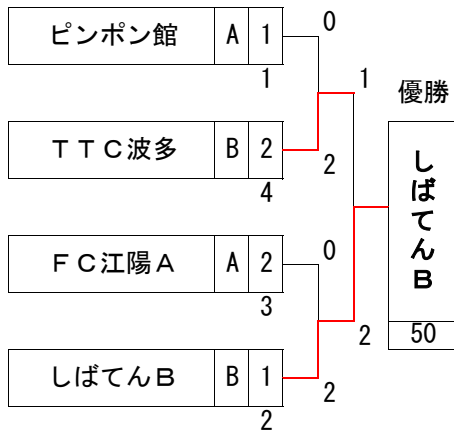 ピンポン館 A 1 0
1 1
優勝
TTC波多 B 2 2
4
しばてんB
FC江陽A A 2 0
3
2 50
しばてんB B 1 2
2